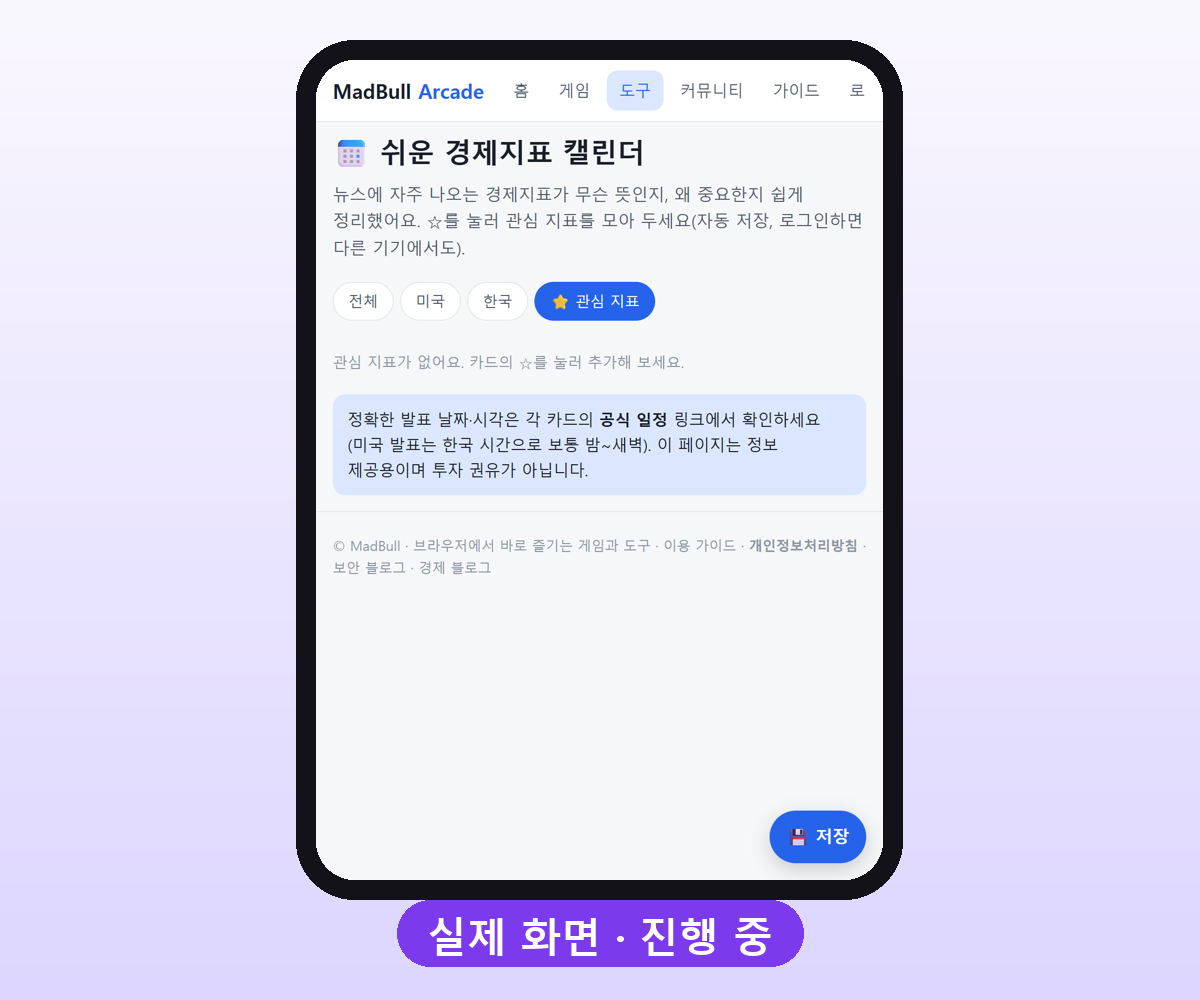 MadBull Arcade 홈 게임 도구 커뮤니티 가이드 로
쉬운 경제지표 캘린더
뉴스에 자주 나오는 경제지표가 무슨 뜻인지, 왜 중요한지 쉽게
정리했어요. ☆를 눌러 관심 지표를 모아 두세요(자동 저장, 로그인하면
다른 기기에서도).
전체 미국 한국 ⭐ 관심 지표
관심 지표가 없어요. 카드의 ☆를 눌러 추가해 보세요.
정확한 발표 날짜·시각은 각 카드의 공식 일정 링크에서 확인하세요
(미국 발표는 한국 시간으로 보통 밤~새벽). 이 페이지는 정보
제공용이며 투자 권유가 아닙니다.
© MadBull · 브라우저에서 바로 즐기는 게임과 도구 · 이용 가이드 · 개인정보처리방침 ·
보안 블로그 · 경제 블로그
💾 저장
실제 화면 · 진행 중